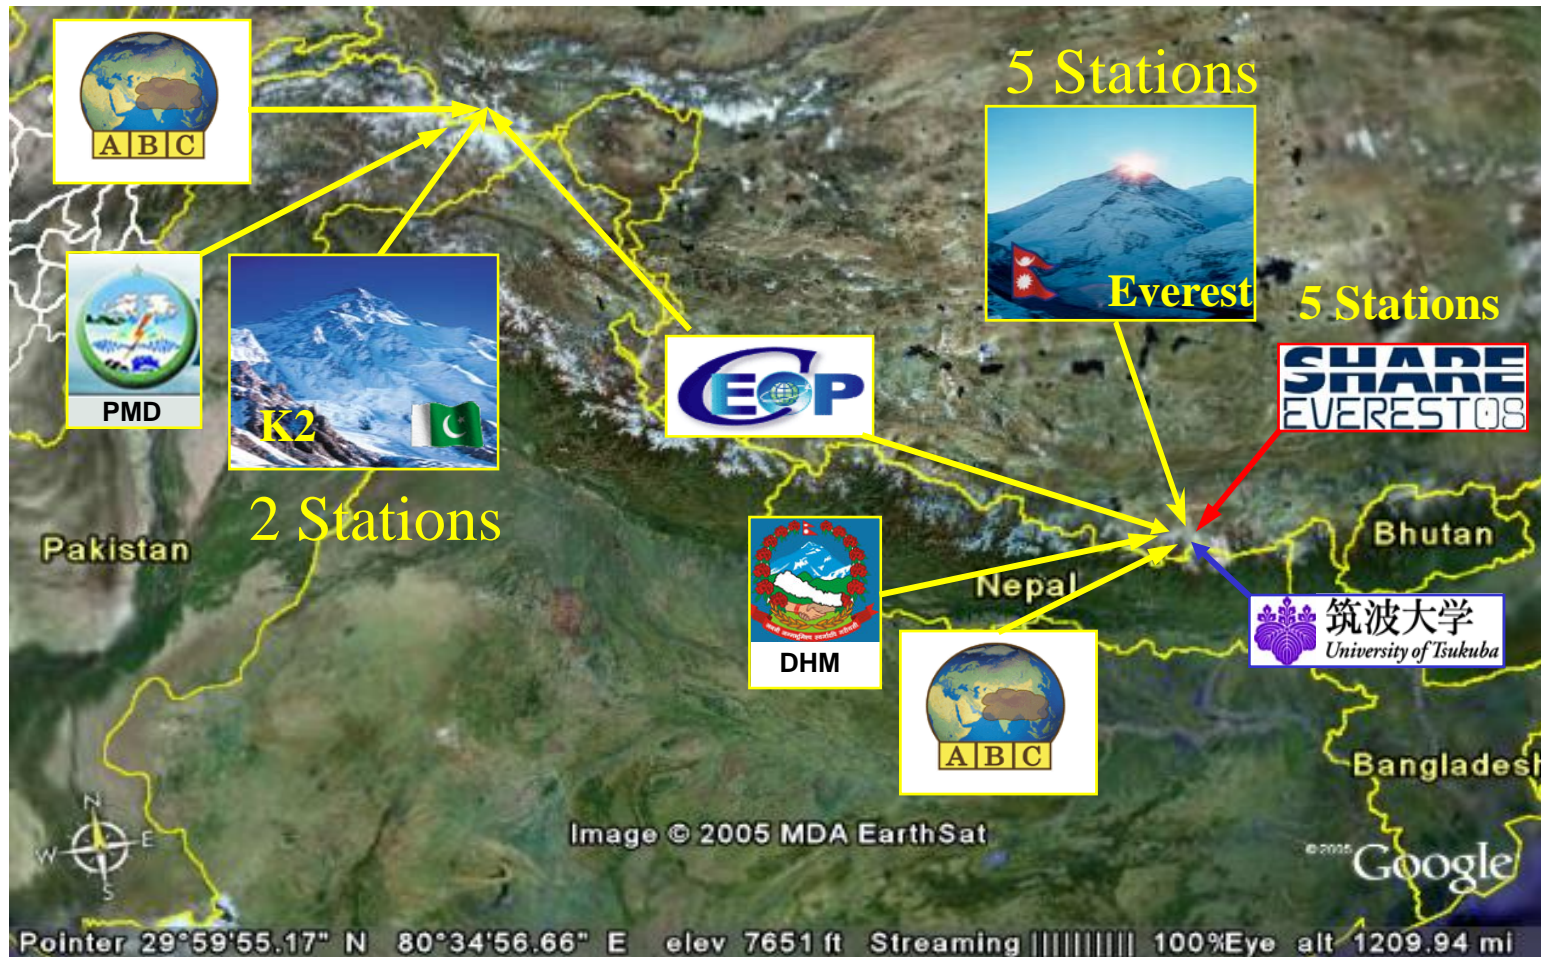 5 Stations
A B C
Everest
5 Stations
SHARE
EVEREST08
PMD
K2
CEOP
2 Stations
Pakistan
Bhutan
Nepal
筑波大学
University of Tsukuba
DHM
A B C
Bangladesh
Image © 2005 MDA EarthSat
N
W
E
S
©2005 Google
Pointer 29°59'55.17" N 80°34'56.66" E elev 7651 ft Streaming |||||||||| 100% Eye alt 1209.94 mi